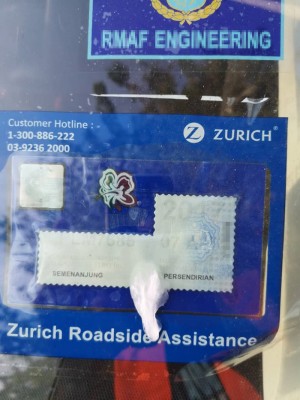 RMAF ENGINEERING
Customer Hotline : -
1-300-886-222
03-9236 2000
Z ZURICH®
SEMENANJUNG
PERSENDIRIAN
Zurich Roadside Assistance